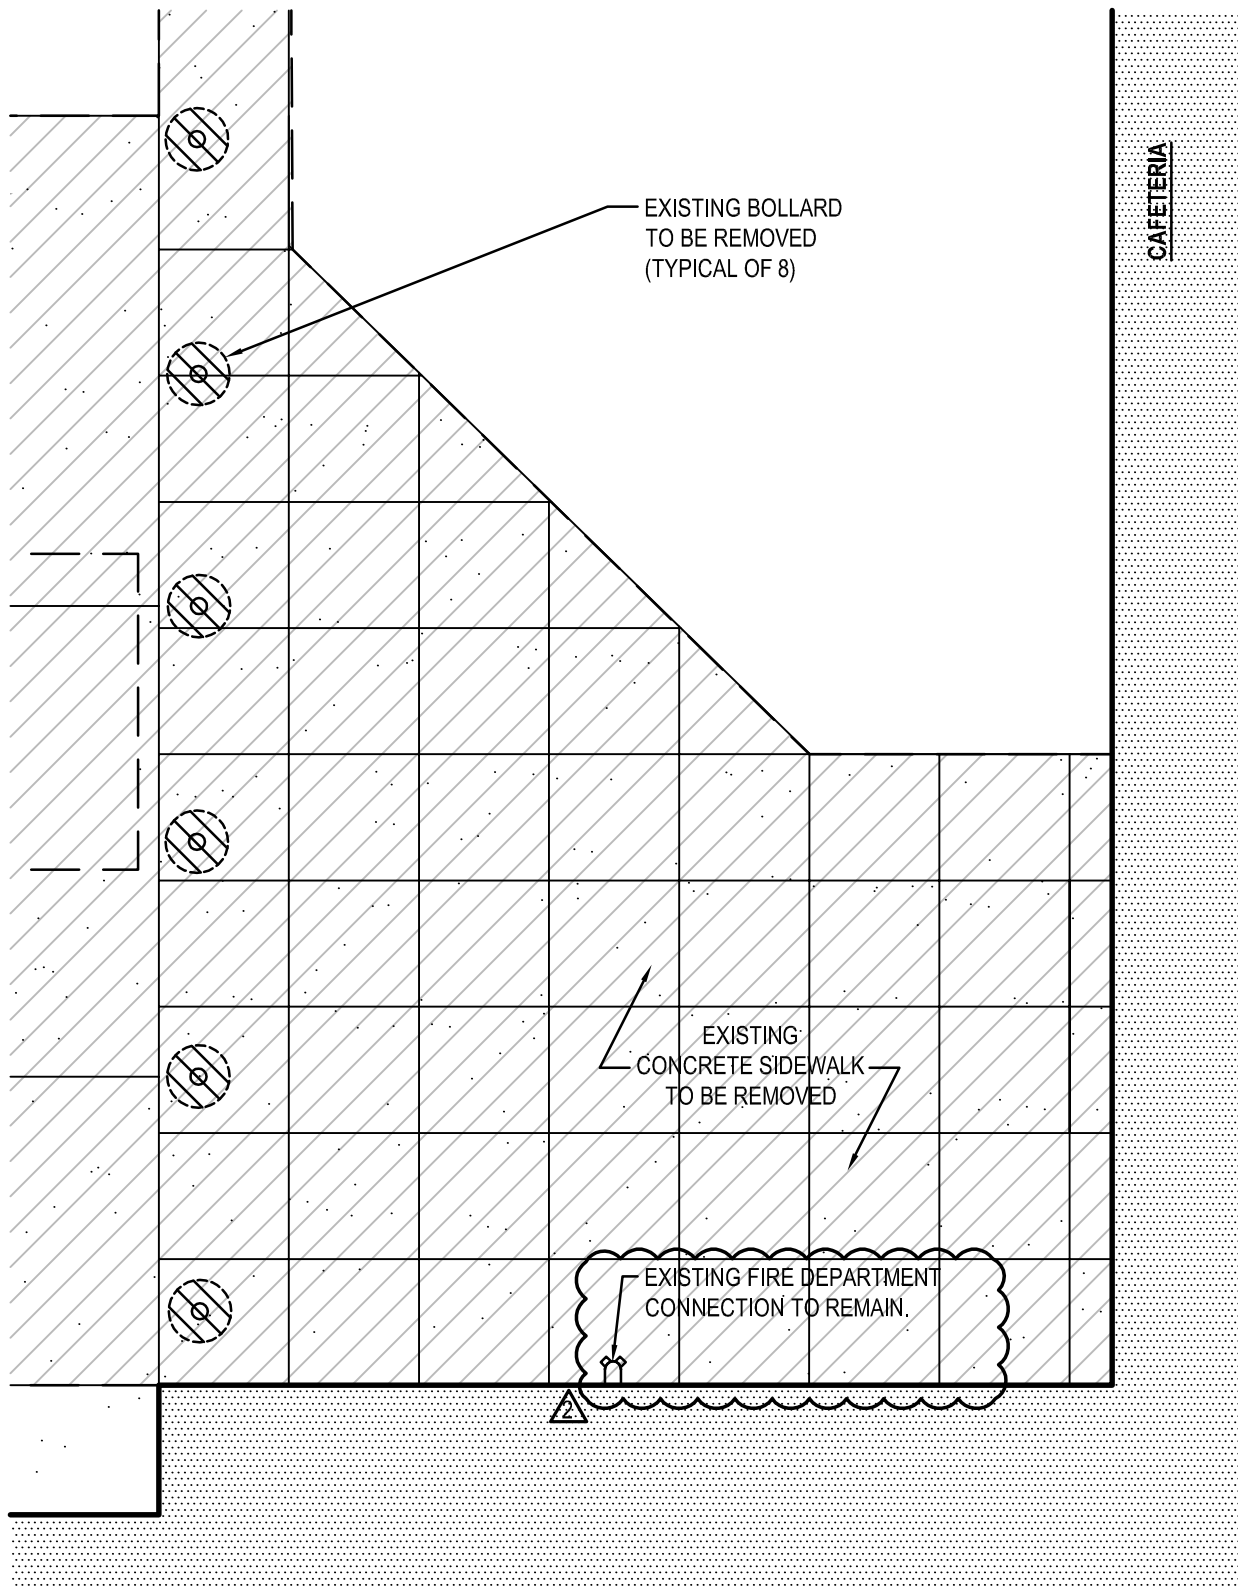 CAFETERIA
EXISTING BOLLARD
TO BE REMOVED
(TYPICAL OF 8)
EXISTING
CONCRETE SIDEWALK
TO BE REMOVED
EXISTING FIRE DEPARTMENT
CONNECTION TO REMAIN.
2